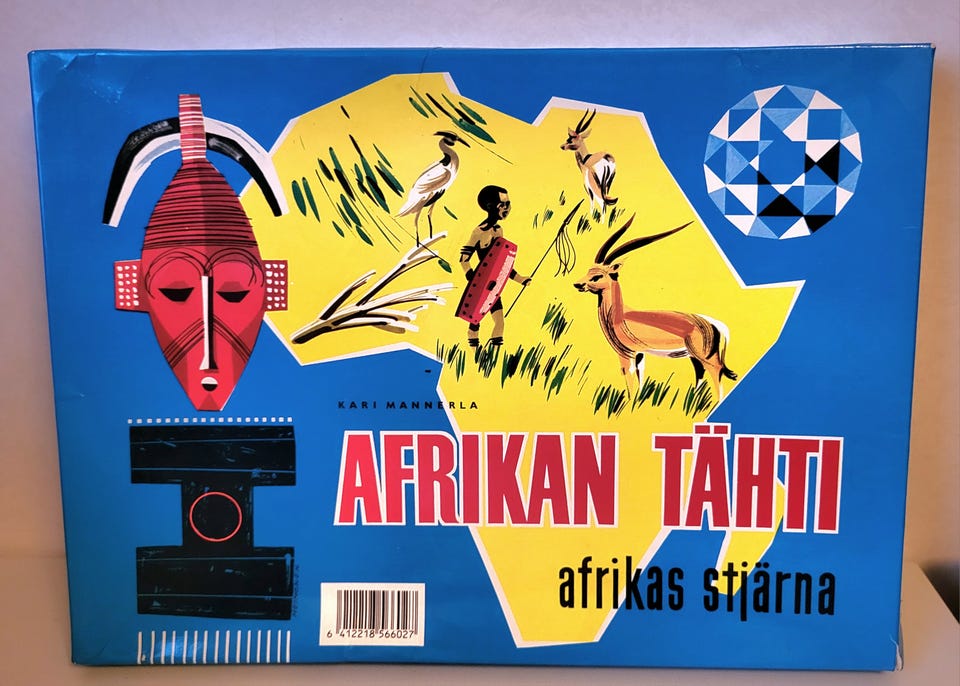 KARI MANNERLA
AFRIKAN TÄHTI
afrikas stjärna
6 412218 566027